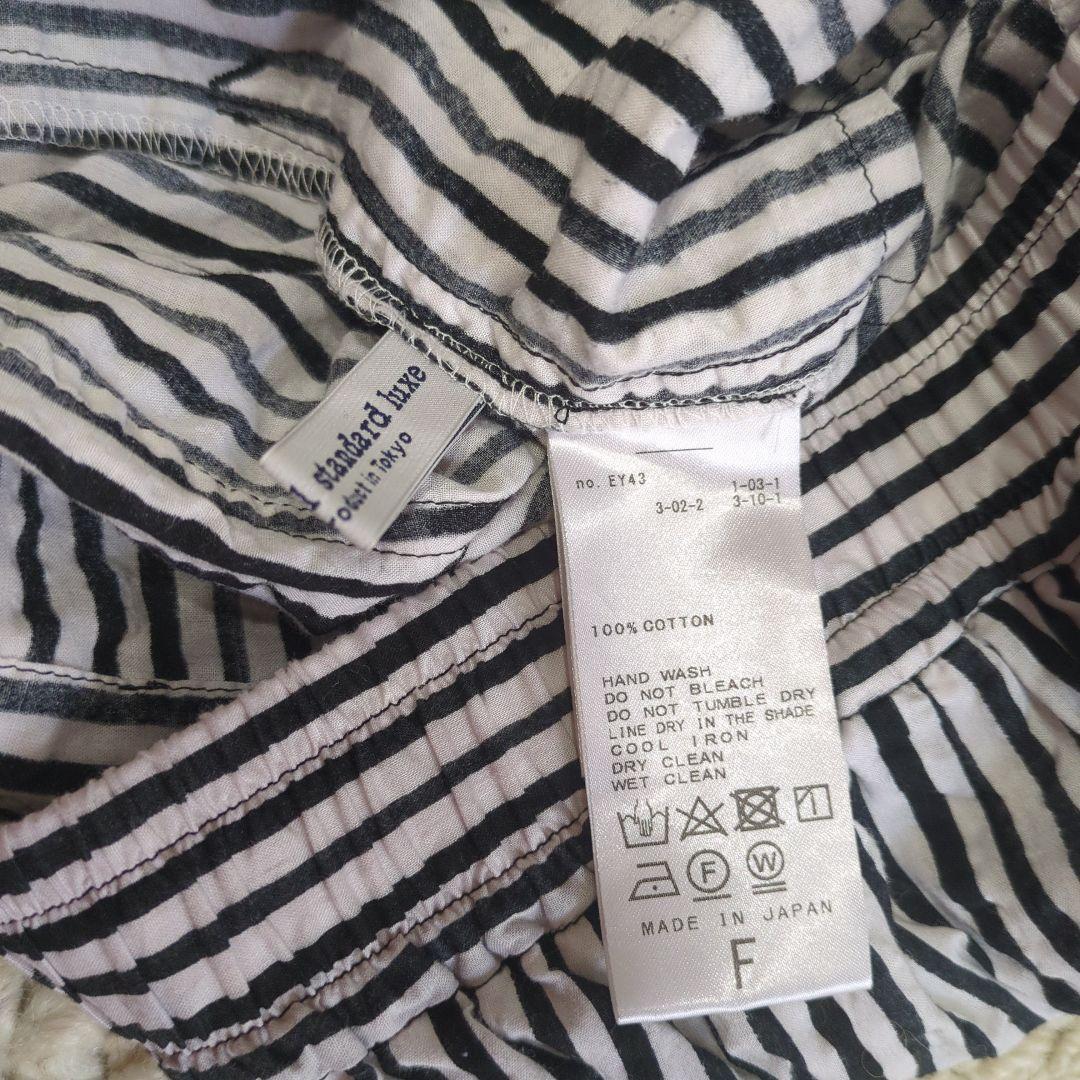 l standard luxe
oduct in Tokyo
no. EY43 1-03-1
3-02-2 3-10-1
100% COTTON
HAND WASH
DO NOT BLEACH
DO NOT TUMBLE DRY
LINE DRY IN THE SHADE
COOL IRON
DRY CLEAN
WET CLEAN
F W
MADE IN JAPAN
F